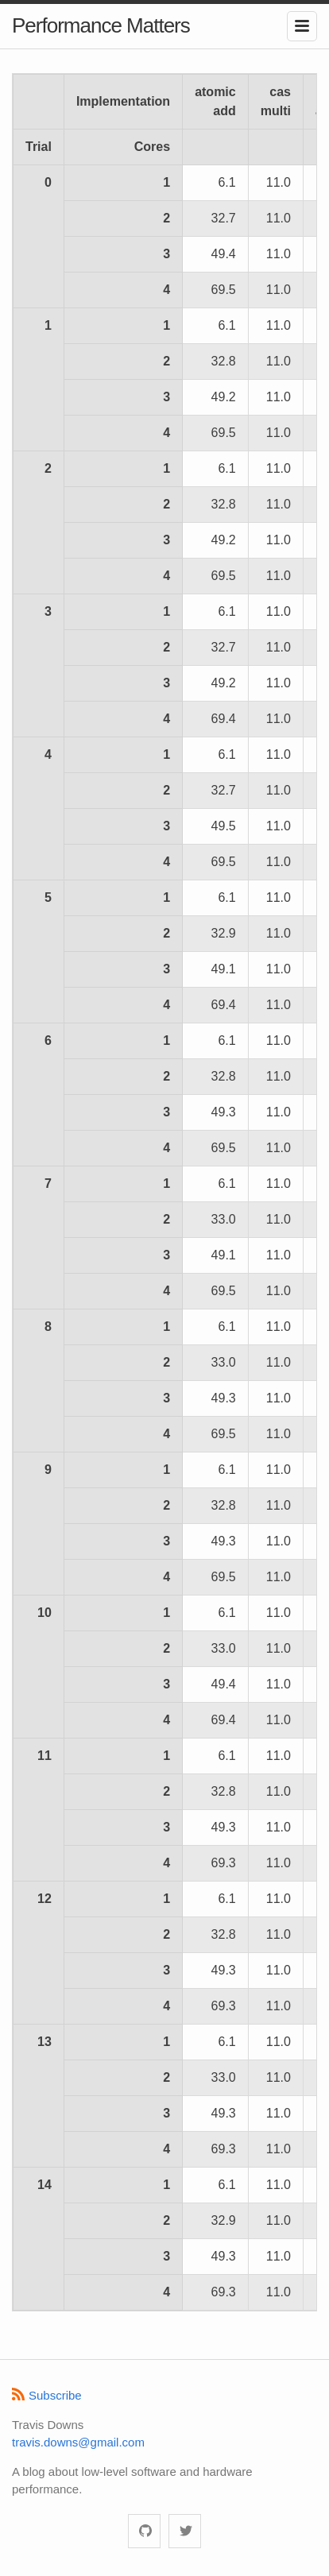 Performance Matters
Implementation atomic add cas multi
Trial Cores
0 1 6.1 11.0
2 32.7 11.0
3 49.4 11.0
4 69.5 11.0
1 1 6.1 11.0
2 32.8 11.0
3 49.2 11.0
4 69.5 11.0
2 1 6.1 11.0
2 32.8 11.0
3 49.2 11.0
4 69.5 11.0
3 1 6.1 11.0
2 32.7 11.0
3 49.2 11.0
4 69.4 11.0
4 1 6.1 11.0
2 32.7 11.0
3 49.5 11.0
4 69.5 11.0
5 1 6.1 11.0
2 32.9 11.0
3 49.1 11.0
4 69.4 11.0
6 1 6.1 11.0
2 32.8 11.0
3 49.3 11.0
4 69.5 11.0
7 1 6.1 11.0
2 33.0 11.0
3 49.1 11.0
4 69.5 11.0
8 1 6.1 11.0
2 33.0 11.0
3 49.3 11.0
4 69.5 11.0
9 1 6.1 11.0
2 32.8 11.0
3 49.3 11.0
4 69.5 11.0
10 1 6.1 11.0
2 33.0 11.0
3 49.4 11.0
4 69.4 11.0
11 1 6.1 11.0
2 32.8 11.0
3 49.3 11.0
4 69.3 11.0
12 1 6.1 11.0
2 32.8 11.0
3 49.3 11.0
4 69.3 11.0
13 1 6.1 11.0
2 33.0 11.0
3 49.3 11.0
4 69.3 11.0
14 1 6.1 11.0
2 32.9 11.0
3 49.3 11.0
4 69.3 11.0
Subscribe
Travis Downs
travis.downs@gmail.com
A blog about low-level software and hardware
performance.